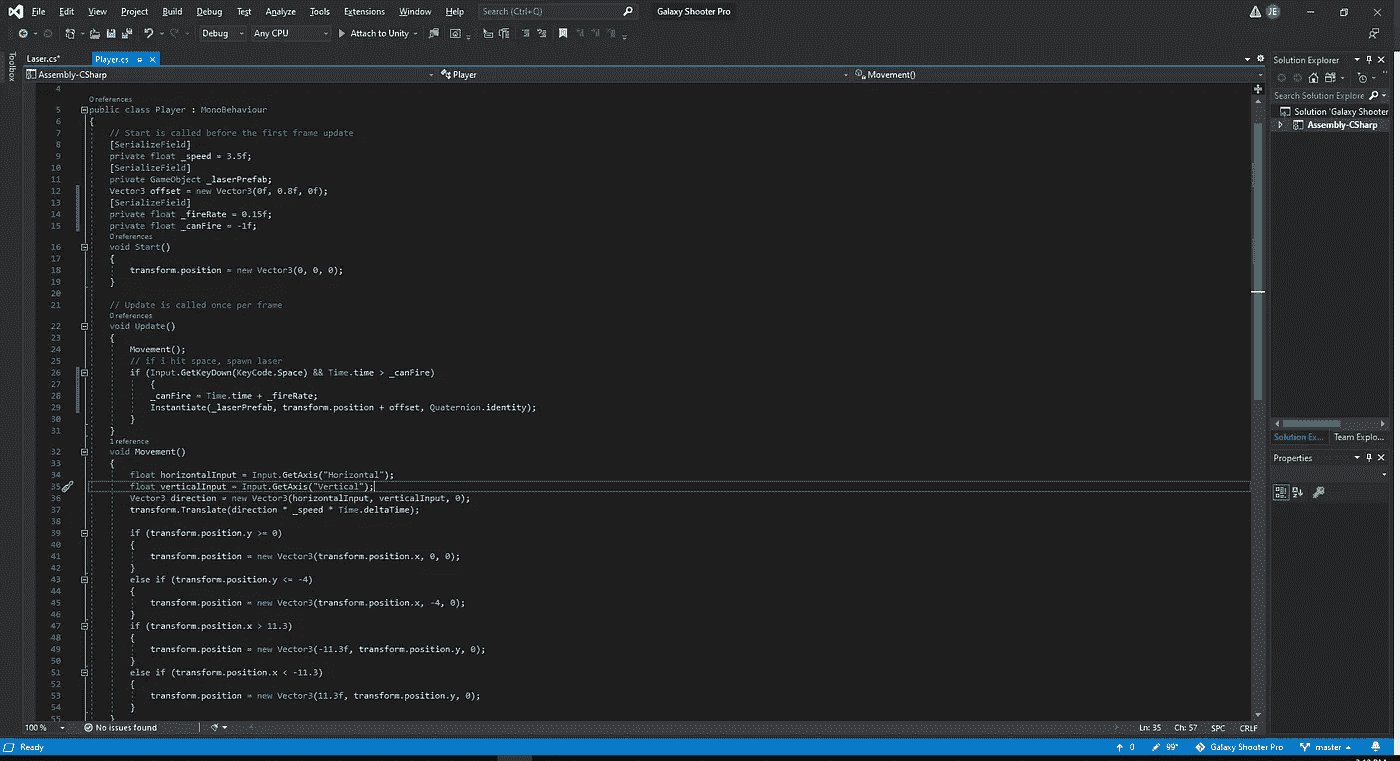 File Edit View Project Build Debug Test Analyze Tools Extensions Window Help Search (Ctrl+Q) Galaxy Shooter Pro JE
Debug Any CPU Attach to Unity
Toolbox
Laser.cs* Player.cs
Assembly-CSharp Player Movement()
4
0 references
5 public class Player : MonoBehaviour
6 {
7 // Start is called before the first frame update
8 [SerializeField]
9 private float _speed = 3.5f;
10 [SerializeField]
11 private GameObject _laserPrefab;
12 Vector3 offset = new Vector3(0f, 0.8f, 0f);
13 [SerializeField]
14 private float _fireRate = 0.15f;
15 private float _canFire = -1f;
0 references
16 void Start()
17 {
18 transform.position = new Vector3(0, 0, 0);
19 }
20
21 // Update is called once per frame
0 references
22 void Update()
23 {
24 Movement();
25 // if i hit space, spawn laser
26 if (Input.GetKeyDown(KeyCode.Space) && Time.time > _canFire)
27 {
28 _canFire = Time.time + _fireRate;
29 Instantiate(_laserPrefab, transform.position + offset, Quaternion.identity);
30 }
31 }
1 reference
32 void Movement()
33 {
34 float horizontalInput = Input.GetAxis("Horizontal");
35 float verticalInput = Input.GetAxis("Vertical");
36 Vector3 direction = new Vector3(horizontalInput, verticalInput, 0);
37 transform.Translate(direction * _speed * Time.deltaTime);
38
39 if (transform.position.y >= 0)
40 {
41 transform.position = new Vector3(transform.position.x, 0, 0);
42 }
43 else if (transform.position.y <= -4)
44 {
45 transform.position = new Vector3(transform.position.x, -4, 0);
46 }
47 if (transform.position.x > 11.3)
48 {
49 transform.position = new Vector3(-11.3f, transform.position.y, 0);
50 }
51 else if (transform.position.x < -11.3)
52 {
53 transform.position = new Vector3(11.3f, transform.position.y, 0);
54 }
55 }
100 % No issues found Ln: 35 Ch: 57 SPC CRLF
Solution Explorer
Search Solution Explore
Solution 'Galaxy Shooter
Assembly-CSharp
Solution Ex... Team Explo...
Properties
Ready 0 99* Galaxy Shooter Pro master